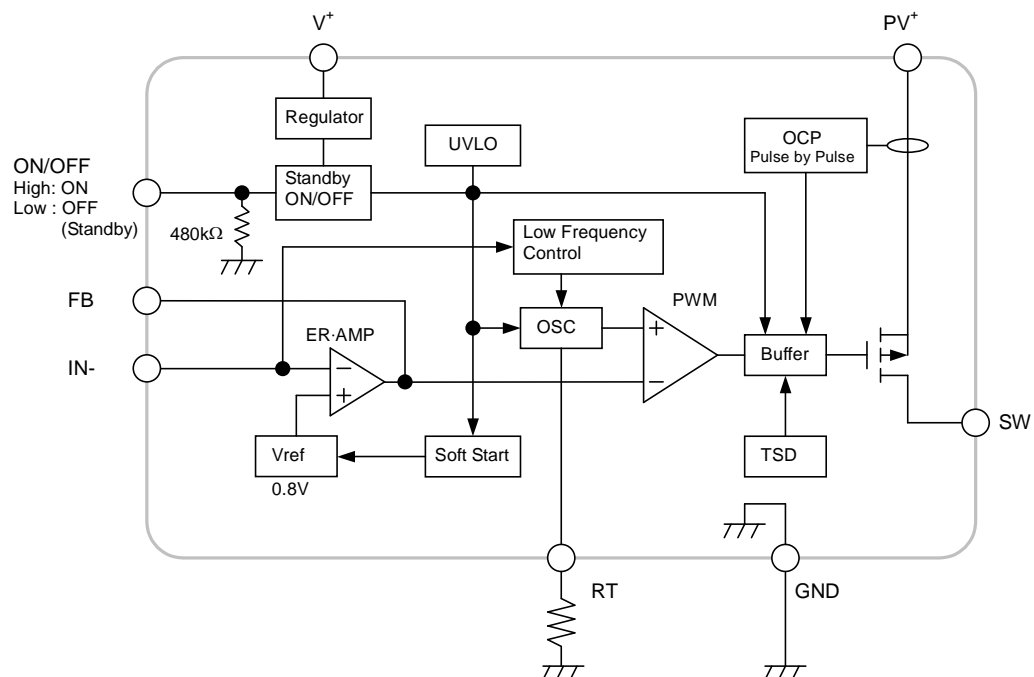 V+
PV+
Regulator
UVLO
OCP
Pulse by Pulse
ON/OFF
High: ON
Low : OFF
(Standby)
Standby
ON/OFF
480kΩ
Low Frequency
Control
FB
OSC
PWM
ER·AMP
Buffer
IN-
SW
Vref
Soft Start
TSD
0.8V
RT
GND